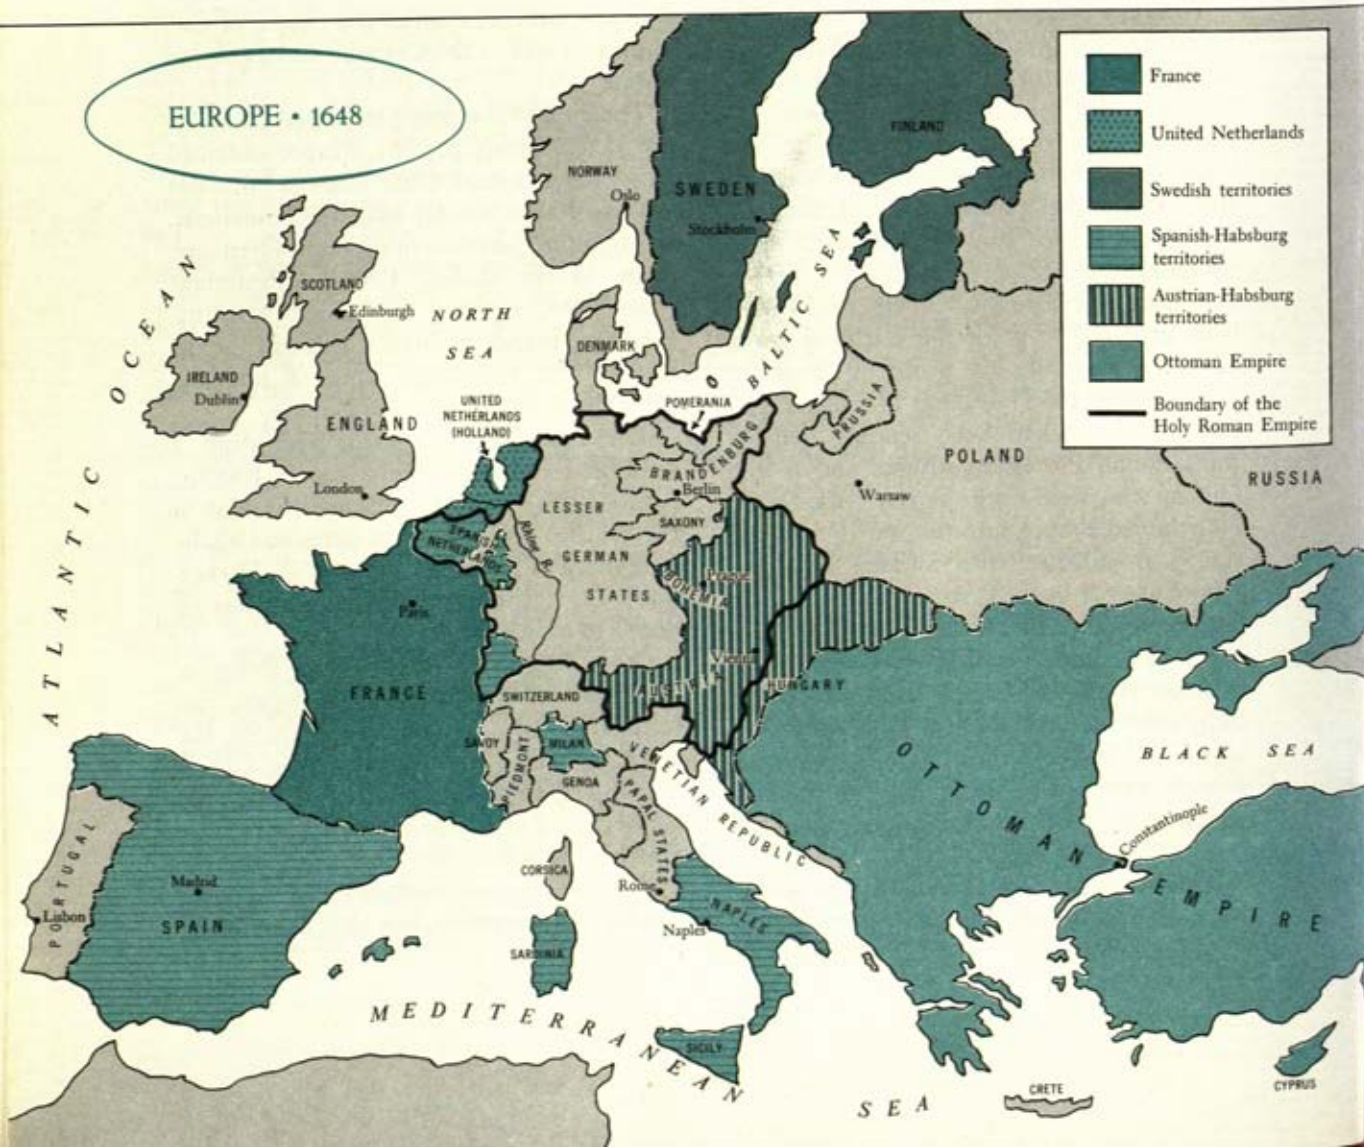 EUROPE • 1648
France
United Netherlands
Swedish territories
Spanish-Habsburg
territories
Austrian-Habsburg
territories
Ottoman Empire
Boundary of the
Holy Roman Empire
NORWAY
Oslo
SWEDEN
Stockholm
FINLAND
SCOTLAND
Edinburgh
NORTH
SEA
ATLANTIC OCEAN
IRELAND
Dublin
ENGLAND
London
DENMARK
BALTIC SEA
UNITED
NETHERLANDS
(HOLLAND)
POMERANIA
PRUSSIA
BRANDENBURG
Berlin
POLAND
Warsaw
RUSSIA
LESSER
GERMAN
STATES
SAXONY
SPANISH
NETHERLANDS
Rhine R.
BOHEMIA
Prague
Paris
FRANCE
Vienna
AUSTRIA
HUNGARY
SWITZERLAND
SAVOY
PIEDMONT
MILAN
GENOA
VENETIAN REPUBLIC
PAPAL STATES
OTTOMAN EMPIRE
BLACK SEA
Constantinople
PORTUGAL
Lisbon
Madrid
SPAIN
CORSICA
Rome
NAPLES
Naples
SARDINIA
SICILY
MEDITERRANEAN
SEA
CRETE
CYPRUS